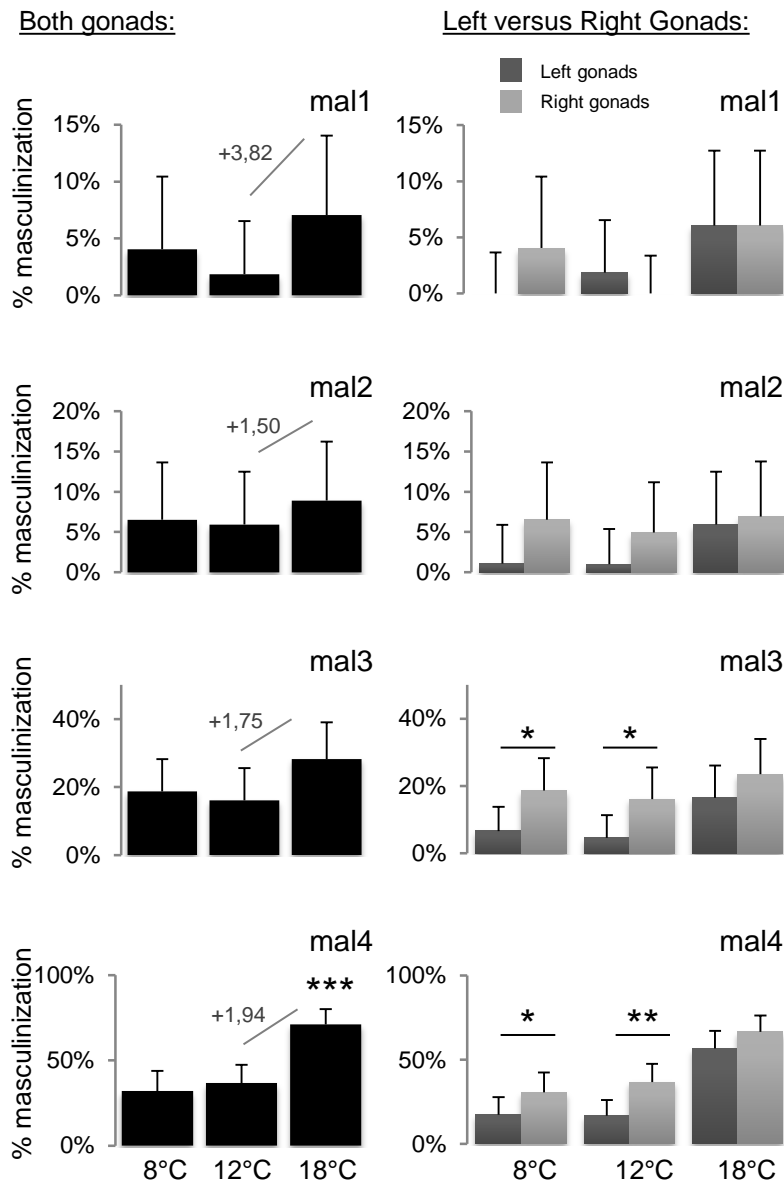 Both gonads:
Left versus Right Gonads:
Left gonads
Right gonads
mal1
mal1
% masculinization
15%
10%
5%
0%
+3,82
15%
10%
5%
0%
mal2
mal2
% masculinization
20%
15%
10%
5%
0%
+1,50
20%
15%
10%
5%
0%
mal3
mal3
% masculinization
40%
20%
0%
+1,75
40%
20%
0%
*
*
mal4
mal4
% masculinization
100%
50%
0%
+1,94
***
100%
50%
0%
*
**
8°C 12°C 18°C
8°C 12°C 18°C